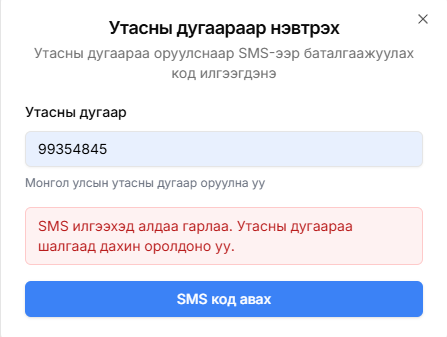 Утасны дугаараар нэвтрэх
Утасны дугаараа оруулснаар SMS-ээр баталгаажуулах
код илгээгдэнэ
Утасны дугаар
99354845
Монгол улсын утасны дугаар оруулна уу
SMS илгээхэд алдаа гарлаа. Утасны дугаараа
шалгаад дахин оролдоно уу.
SMS код авах